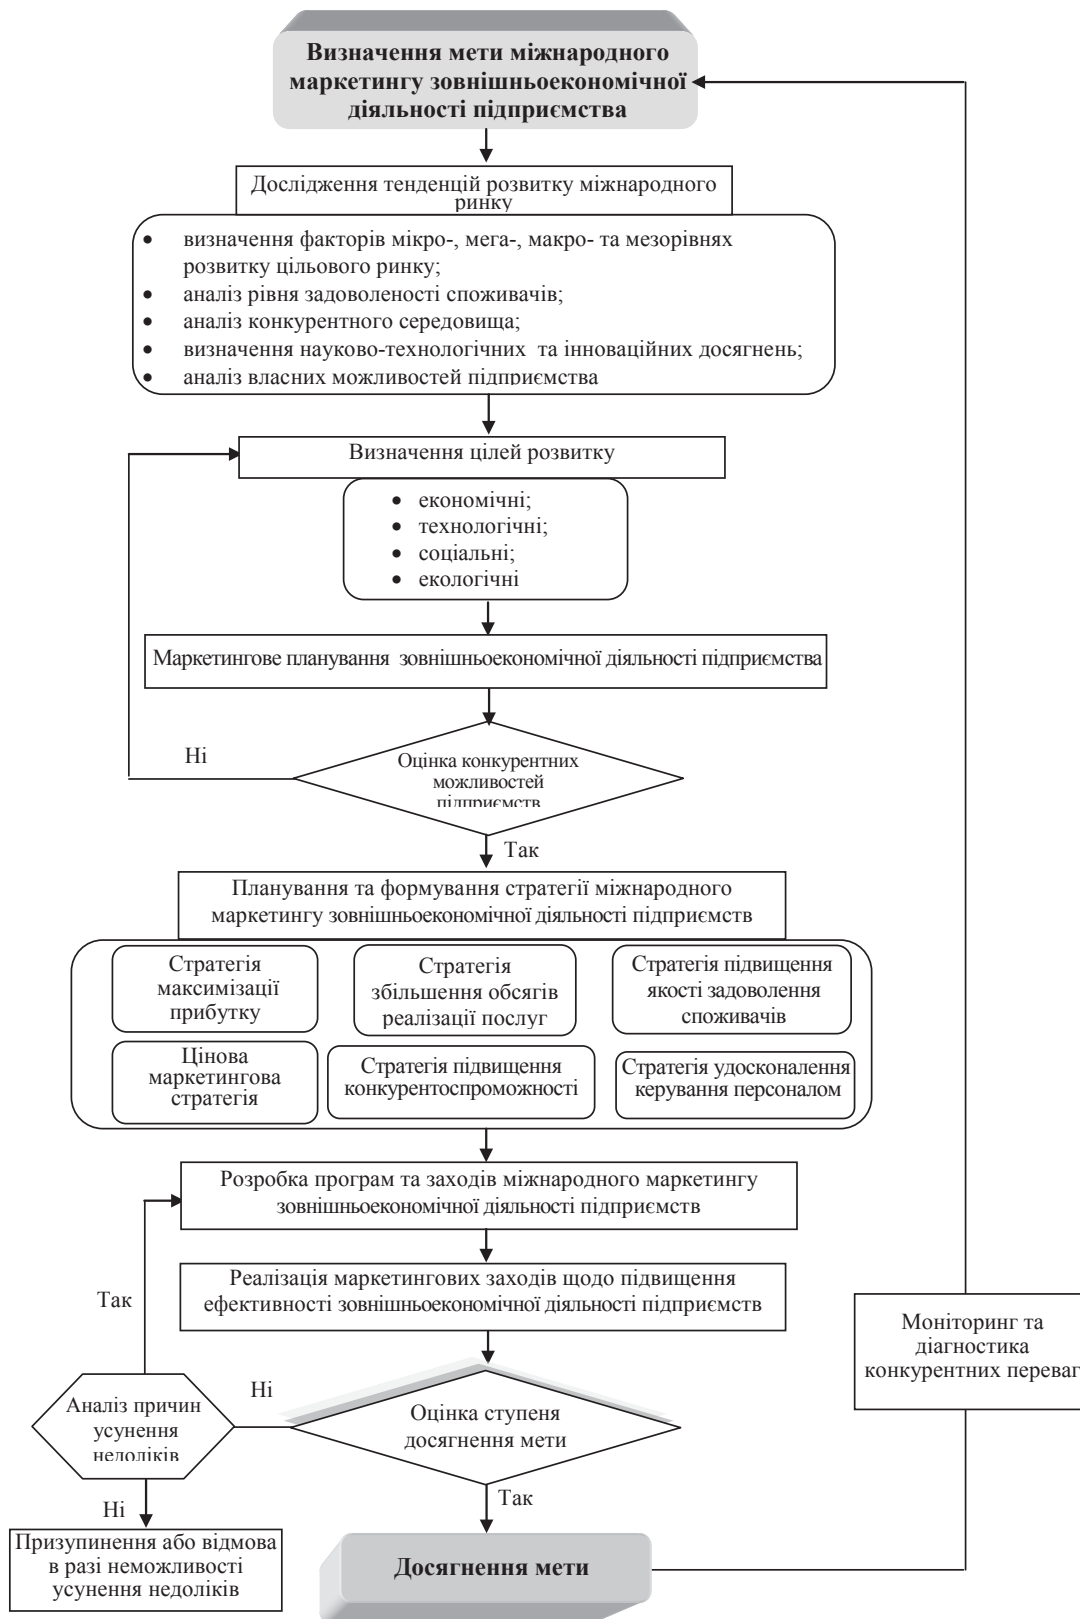 Визначення мети міжнародного
маркетингу зовнішньоекономічної
діяльності підприємства
Дослідження тенденцій розвитку міжнародного
ринку
• визначення факторів мікро-, мега-, макро- та мезорівнях
розвитку цільового ринку;
• аналіз рівня задоволеності споживачів;
• аналіз конкурентного середовища;
• визначення науково-технологічних та інноваційних досягнень;
• аналіз власних можливостей підприємства
Визначення цілей розвитку
• економічні;
• технологічні;
• соціальні;
• екологічні
Маркетингове планування зовнішньоекономічної діяльності підприємства
Ні
Оцінка конкурентних
можливостей
підприємств
Так
Планування та формування стратегії міжнародного
маркетингу зовнішньоекономічної діяльності підприємств
Стратегія
максимізації
прибутку
Стратегія
збільшення обсягів
реалізації послуг
Стратегія підвищення
якості задоволення
споживачів
Цінова
маркетингова
стратегія
Стратегія підвищення
конкурентоспроможності
Стратегія удосконалення
керування персоналом
Розробка програм та заходів міжнародного маркетингу
зовнішньоекономічної діяльності підприємств
Реалізація маркетингових заходів щодо підвищення
ефективності зовнішньоекономічної діяльності підприємств
Так
Моніторинг та
діагностика
конкурентних переваг
Аналіз причин
усунення
недоліків
Ні
Оцінка ступеня
досягнення мети
Ні
Так
Призупинення або відмова
в разі неможливості
усунення недоліків
Досягнення мети